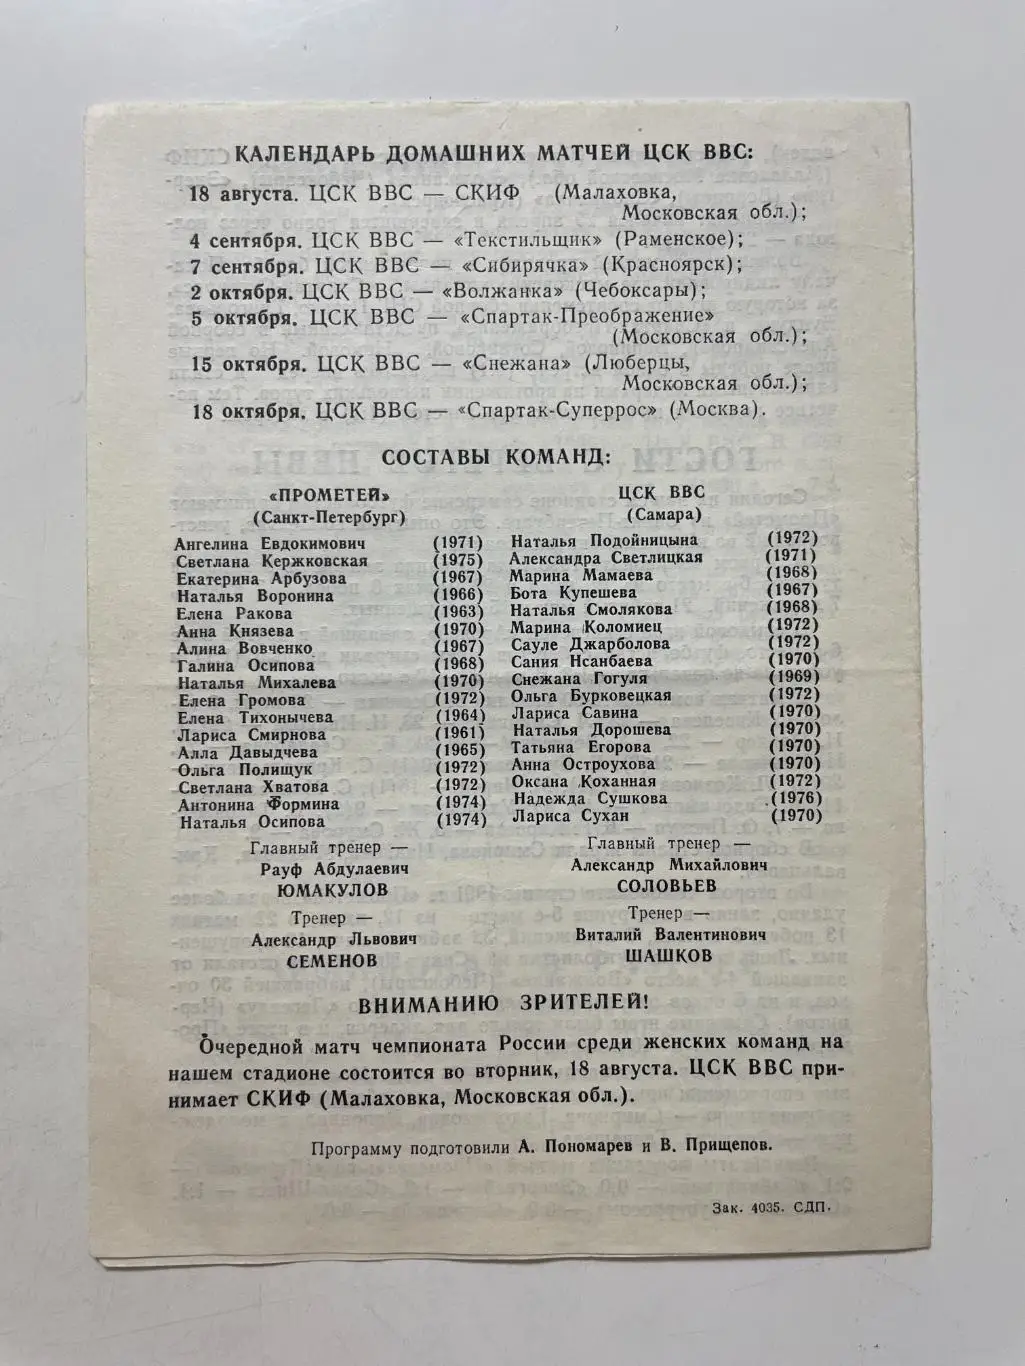 КАЛЕНДАРЬ ДОМАШНИХ МАТЧЕЙ ЦСК ВВС:
18 августа. ЦСК ВВС — СКИФ (Малаховка,
Московская обл.);
4 сентября. ЦСК ВВС — «Текстильщик» (Раменское);
7 сентября. ЦСК ВВС — «Сибирячка» (Красноярск);
2 октября. ЦСК ВВС — «Волжанка» (Чебоксары);
5 октября. ЦСК ВВС — «Спартак-Преображение»
(Московская обл.);
15 октября. ЦСК ВВС — «Снежана» (Люберцы,
Московская обл.);
18 октября. ЦСК ВВС — «Спартак-Суперрос» (Москва).
СОСТАВЫ КОМАНД:
«ПРОМЕТЕЙ»
(Санкт-Петербург)
Ангелина Евдокимович (1971)
Светлана Кержковская (1975)
Екатерина Арбузова (1967)
Наталья Воронина (1966)
Елена Ракова (1963)
Анна Князева (1970)
Алина Вовченко (1967)
Галина Осипова (1968)
Наталья Михалева (1970)
Елена Громова (1972)
Елена Тихонычева (1964)
Лариса Смирнова (1961)
Алла Давыдчева (1965)
Ольга Полищук (1972)
Светлана Хватова (1972)
Антонина Формина (1974)
Наталья Осипова (1974)
Главный тренер —
Рауф Абдулаевич
ЮМАКУЛОВ
Тренер —
Александр Львович
СЕМЕНОВ
ЦСК ВВС
(Самара)
Наталья Подойницына (1972)
Александра Светлицкая (1971)
Марина Мамаева (1968)
Бота Купешева (1967)
Наталья Смолякова (1968)
Марина Коломиец (1972)
Сауле Джарболова (1972)
Сания Нсанбаева (1970)
Снежана Гогуля (1969)
Ольга Бурковецкая (1972)
Лариса Савина (1970)
Наталья Дорошева (1970)
Татьяна Егорова (1970)
Анна Остроухова (1970)
Оксана Коханная (1972)
Надежда Сушкова (1976)
Лариса Сухан (1970)
Главный тренер —
Александр Михайлович
СОЛОВЬЕВ
Тренер —
Виталий Валентинович
ШАШКОВ
ВНИМАНИЮ ЗРИТЕЛЕЙ!
Очередной матч чемпионата России среди женских команд на
нашем стадионе состоится во вторник, 18 августа. ЦСК ВВС при-
нимает СКИФ (Малаховка, Московская обл.).
Программу подготовили А. Пономарев и В. Прищепов.
Зак. 4035. СДП.